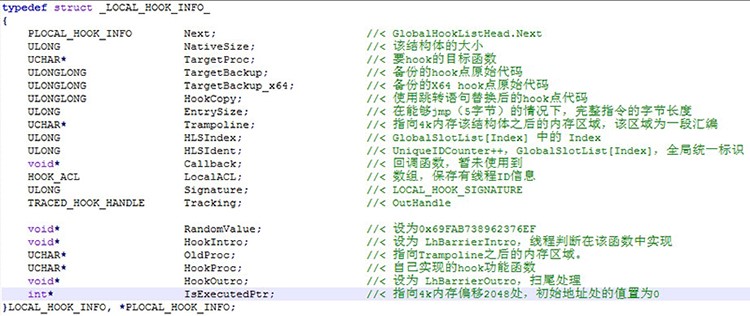 typedef struct _LOCAL_HOOK_INFO_
{
PLOCAL_HOOK_INFO Next; //< GlobalHookListHead.Next
ULONG NativeSize; //< 该结构体的大小
UCHAR* TargetProc; //< 要hook的目标函数
ULONGLONG TargetBackup; //< 备份的hook点原始代码
ULONGLONG TargetBackup_x64; //< 备份的X64 hook点原始代码
ULONGLONG HookCopy; //< 使用跳转语句替换后的hook点代码
ULONG EntrySize; //< 在能够jmp（5字节）的情况下，完整指令的字节长度
UCHAR* Trampoline; //< 指向4k内存该结构体之后的内存区域，该区域为一段汇编
ULONG HLSIndex; //< GlobalSlotList[Index] 中的 Index
ULONG HLSIdent; //< UniqueIDCounter++，GlobalSlotList[Index]，全局统一标识
void* Callback; //< 回调函数，暂未使用到
HOOK_ACL LocalACL; //< 数组，保存有线程ID信息
ULONG Signature; //< LOCAL_HOOK_SIGNATURE
TRACED_HOOK_HANDLE Tracking; //< OutHandle
void* RandomValue; //< 设为0x69FAB738962376EF
void* HookIntro; //< 设为 LhBarrierIntro，线程判断在该函数中实现
UCHAR* OldProc; //< 指向Trampoline之后的内存区域。
UCHAR* HookProc; //< 自己实现的hook功能函数
void* HookOutro; //< 设为 LhBarrierOutro，扫尾处理
int* IsExecutedPtr; //< 指向4k内存偏移2048处，初始地址处的值置为0
}LOCAL_HOOK_INFO, *PLOCAL_HOOK_INFO;